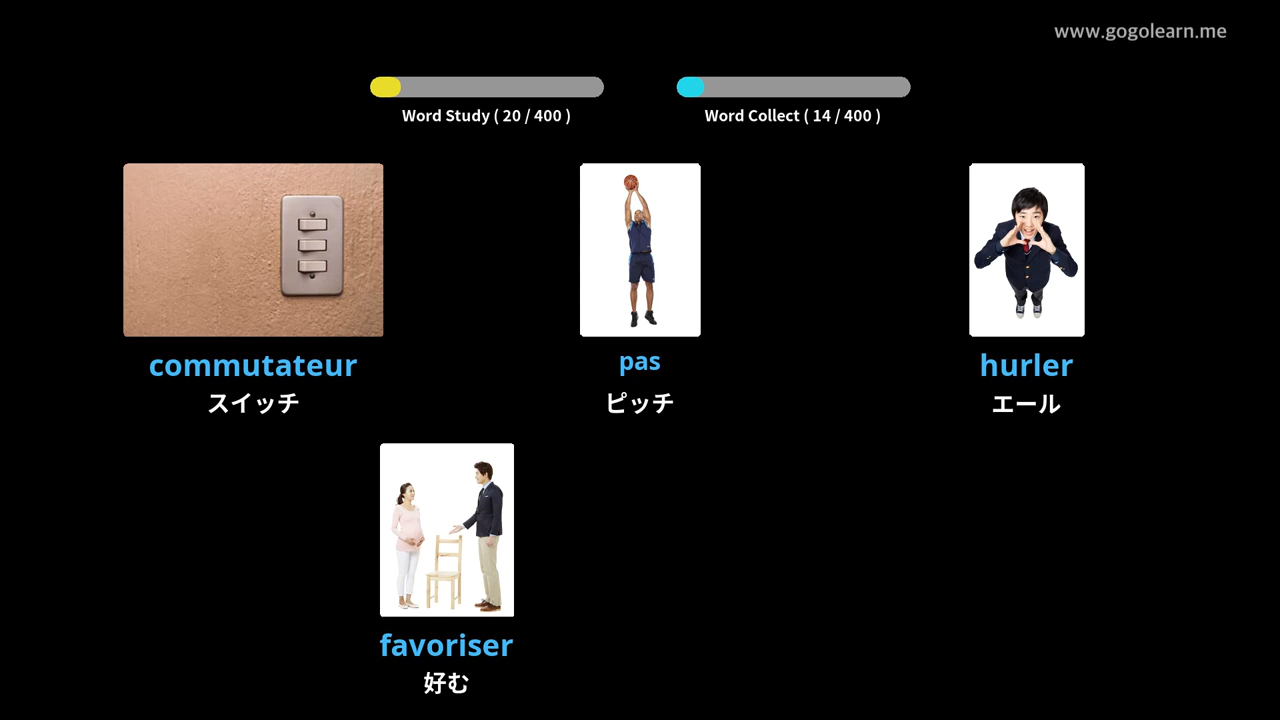 www.gogolearn.me
Word Study ( 20 / 400 )
Word Collect ( 14 / 400 )
commutateur
スイッチ
pas
ピッチ
hurler
エール
favoriser
好む